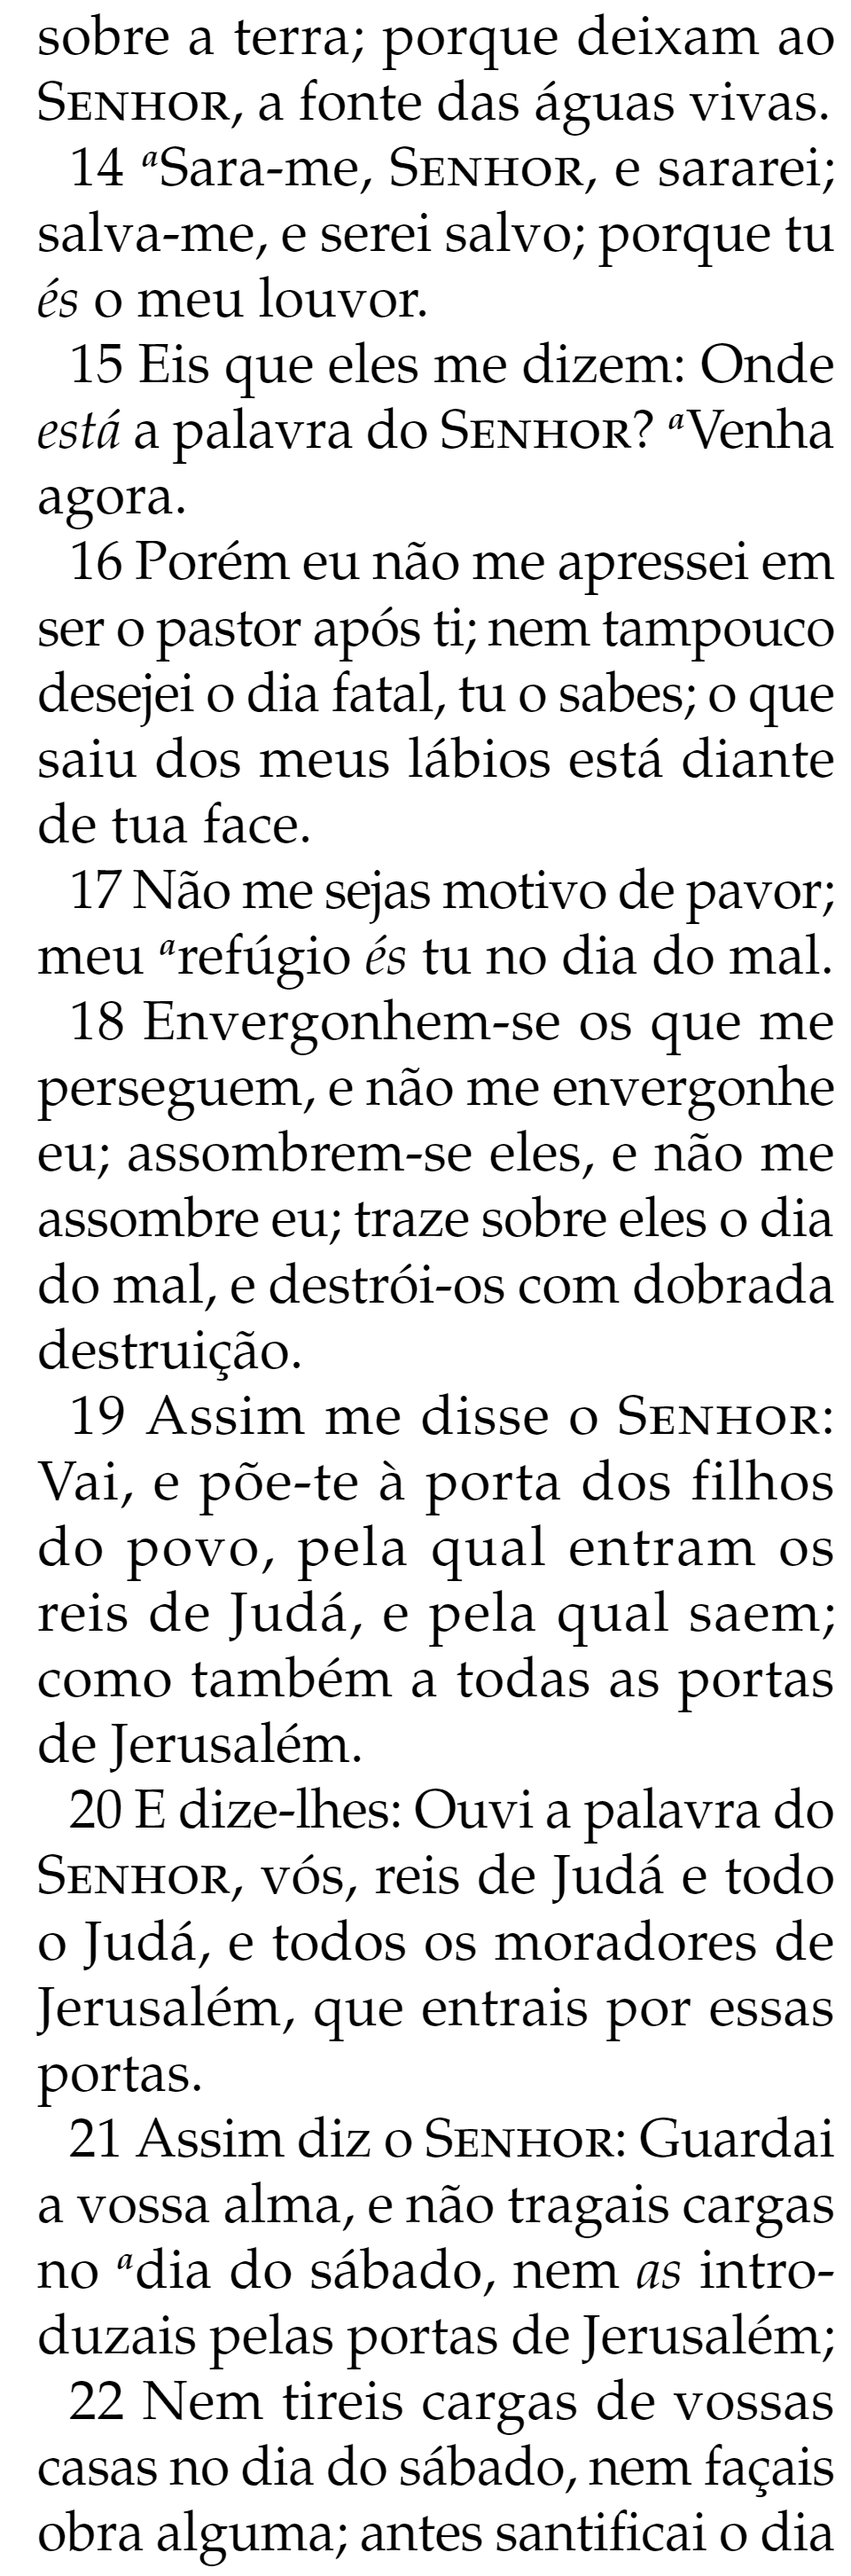 sobre a terra; porque deixam ao
SENHOR, a fonte das águas vivas.
14 ᵃSara-me, SENHOR, e sararei;
salva-me, e serei salvo; porque tu
és o meu louvor.
15 Eis que eles me dizem: Onde
está a palavra do SENHOR? ᵃVenha
agora.
16 Porém eu não me apressei em
ser o pastor após ti; nem tampouco
desejei o dia fatal, tu o sabes; o que
saiu dos meus lábios está diante
de tua face.
17 Não me sejas motivo de pavor;
meu ᵃrefúgio és tu no dia do mal.
18 Envergonhem-se os que me
perseguem, e não me envergonhe
eu; assombrem-se eles, e não me
assombre eu; traze sobre eles o dia
do mal, e destrói-os com dobrada
destruição.
19 Assim me disse o SENHOR:
Vai, e põe-te à porta dos filhos
do povo, pela qual entram os
reis de Judá, e pela qual saem;
como também a todas as portas
de Jerusalém.
20 E dize-lhes: Ouvi a palavra do
SENHOR, vós, reis de Judá e todo
o Judá, e todos os moradores de
Jerusalém, que entrais por essas
portas.
21 Assim diz o SENHOR: Guardai
a vossa alma, e não tragais cargas
no ᵃdia do sábado, nem as intro-
duzais pelas portas de Jerusalém;
22 Nem tireis cargas de vossas
casas no dia do sábado, nem façais
obra alguma; antes santificai o dia